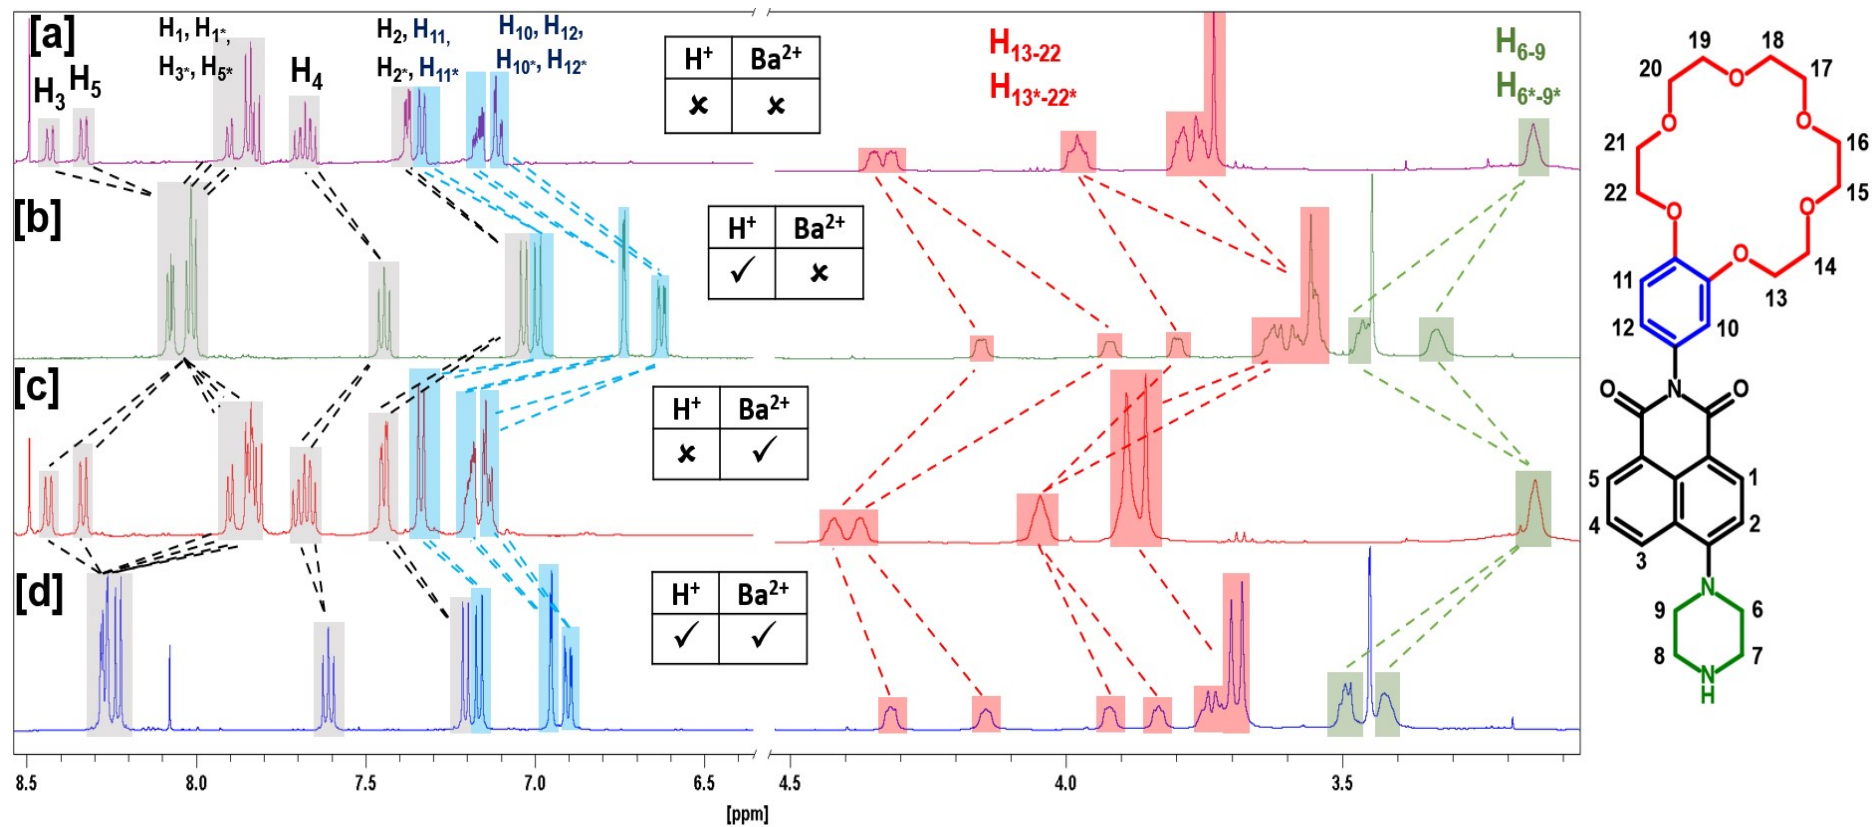 [a]
H1, H1*,
H3*, H5*
H2, H11,
H2*, H11*
H10, H12,
H10*, H12*
H3
H5
H4
H+ Ba2+
✘ ✘
H13-22
H13*-22*
H6-9
H6*-9*
[b]
H+ Ba2+
✓ ✘
[c]
H+ Ba2+
✘ ✓
[d]
H+ Ba2+
✓ ✓
8.5 8.0 7.5 7.0 6.5 4.5 4.0 3.5
[ppm]
19 18
20 17
O
O O
21 16
22 15
O O
O
14
11 13
12 10
O N O
5 1
4 2
3
N
9 6
8 7
N
H